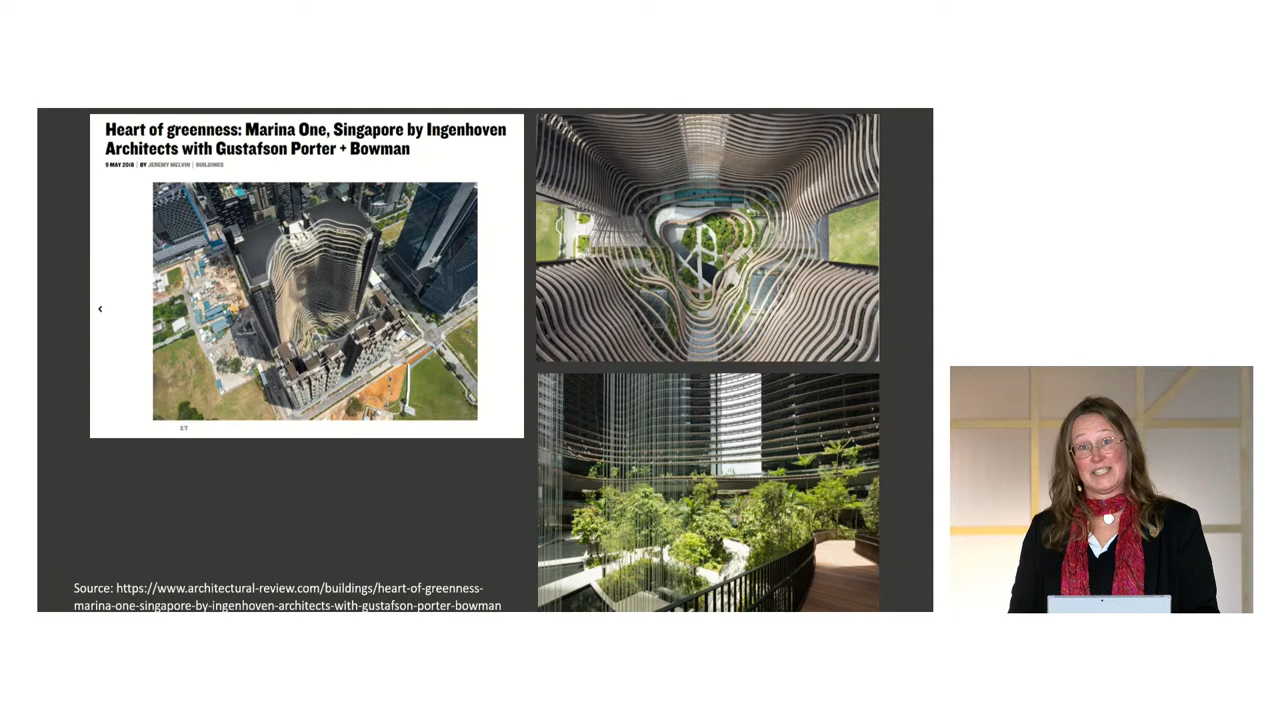 Heart of greenness: Marina One, Singapore by Ingenhoven
Architects with Gustafson Porter + Bowman
9 MAY 2018 | BY JEREMY MELVIN | BUILDINGS
2/7
Source: https://www.architectural-review.com/buildings/heart-of-greenness-
marina-one-singapore-by-ingenhoven-architects-with-gustafson-porter-bowman